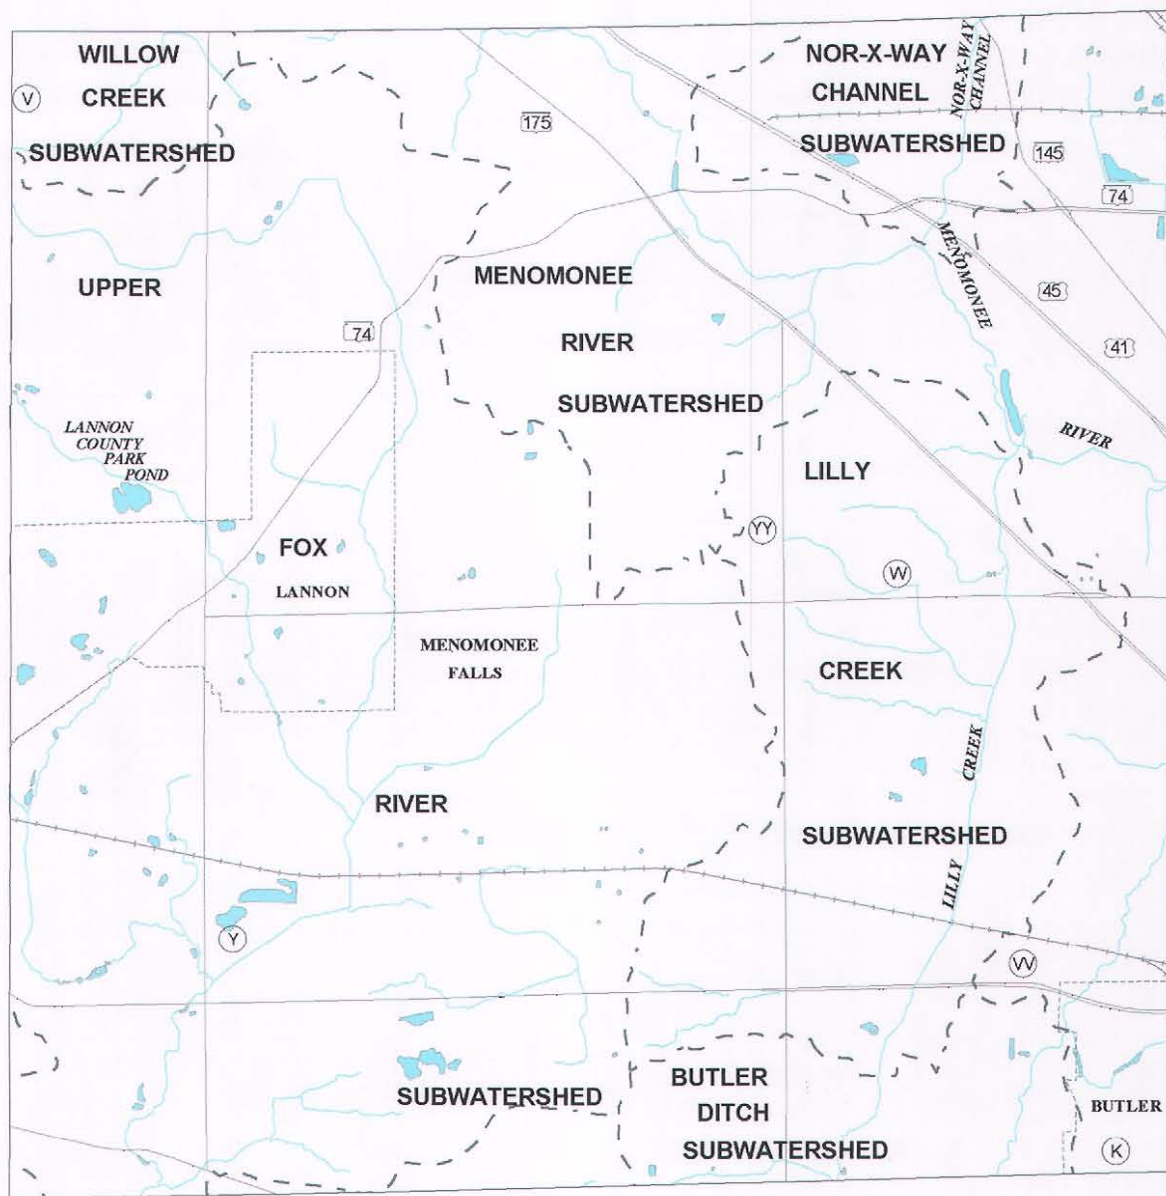 WILLOW
CREEK
SUBWATERSHED
V
175
NOR-X-WAY
CHANNEL
SUBWATERSHED
NOR-X-WAY
CHANNEL
145
74
UPPER
MENOMONEE
RIVER
SUBWATERSHED
MENOMONEE
45
41
74
LANNON
COUNTY
PARK
POND
RIVER
LILLY
YY
W
FOX
LANNON
MENOMONEE
FALLS
CREEK
CREEK
RIVER
SUBWATERSHED
LILLY
Y
VV
SUBWATERSHED
BUTLER
DITCH
SUBWATERSHED
BUTLER
K